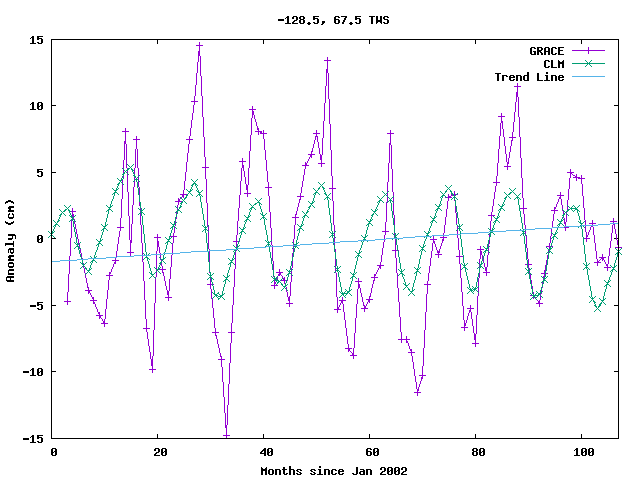 -128.5, 67.5 TWS
GRACE
CLM
Trend Line
15
10
5
0
-5
-10
-15
Anomaly (cm)
0 20 40 60 80 100
Months since Jan 2002